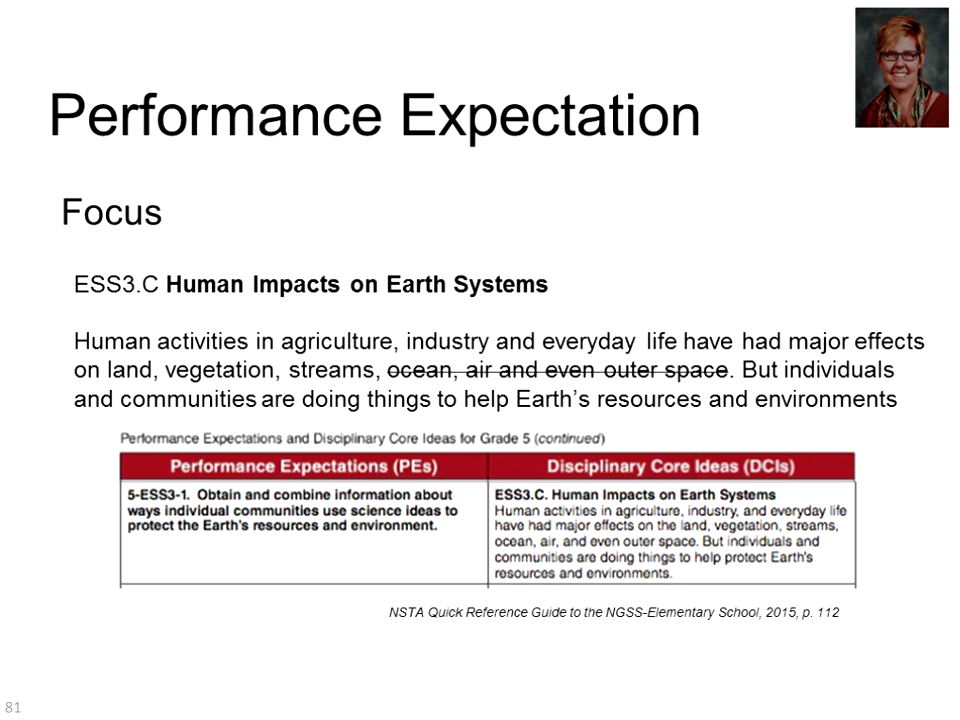 Performance Expectation
Focus
ESS3.C Human Impacts on Earth Systems
Human activities in agriculture, industry and everyday life have had major effects
on land, vegetation, streams, ocean, air and even outer space. But individuals
and communities are doing things to help Earth’s resources and environments
Performance Expectations and Disciplinary Core Ideas for Grade 5 (continued)
Performance Expectations (PEs)
Disciplinary Core Ideas (DCIs)
5-ESS3-1. Obtain and combine information about
ways individual communities use science ideas to
protect the Earth's resources and environment.
ESS3.C. Human Impacts on Earth Systems
Human activities in agriculture, industry, and everyday life
have had major effects on the land, vegetation, streams,
ocean, air, and even outer space. But individuals and
communities are doing things to help protect Earth's
resources and environments.
NSTA Quick Reference Guide to the NGSS-Elementary School, 2015, p. 112
81